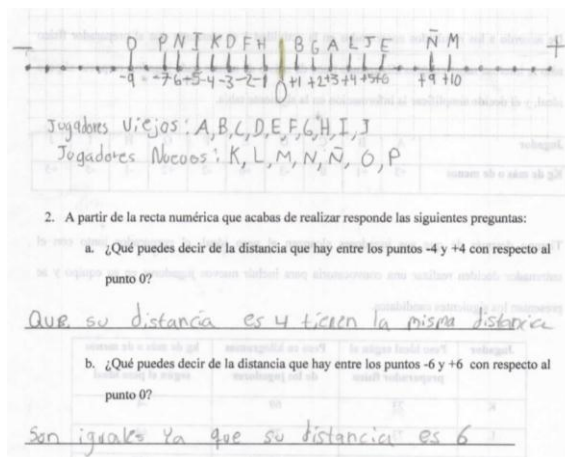 − O P N I K D F H B G A L J E Ñ M +
-9 -7 -6 -5 -4 -3 -2 -1 0 +1 +2 +3 +4 +5 +6 +9 +10
Jugadores Viejos: A, B, C, D, E, F, G, H, I, J
Jugadores Nuevos: K, L, M, N, Ñ, O, P
2. A partir de la recta numérica que acabas de realizar responde las siguientes preguntas:
a. ¿Qué puedes decir de la distancia que hay entre los puntos -4 y +4 con respecto al
punto 0?
Que su distancia es 4 tienen la misma distancia
b. ¿Qué puedes decir de la distancia que hay entre los puntos -6 y +6 con respecto al
punto 0?
Son iguales Ya que su distancia es 6